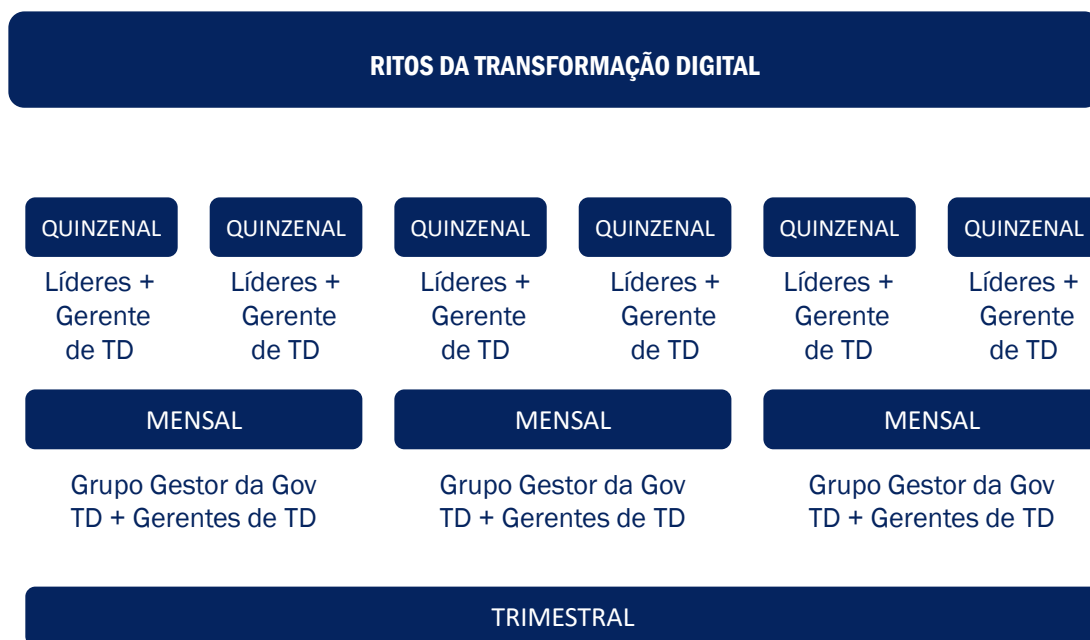 RITOS DA TRANSFORMAÇÃO DIGITAL
QUINZENAL QUINZENAL QUINZENAL QUINZENAL QUINZENAL QUINZENAL
Líderes + Líderes + Líderes + Líderes + Líderes + Líderes +
Gerente Gerente Gerente Gerente Gerente Gerente
de TD de TD de TD de TD de TD de TD
MENSAL MENSAL MENSAL
Grupo Gestor da Gov Grupo Gestor da Gov Grupo Gestor da Gov
TD + Gerentes de TD TD + Gerentes de TD TD + Gerentes de TD
TRIMESTRAL